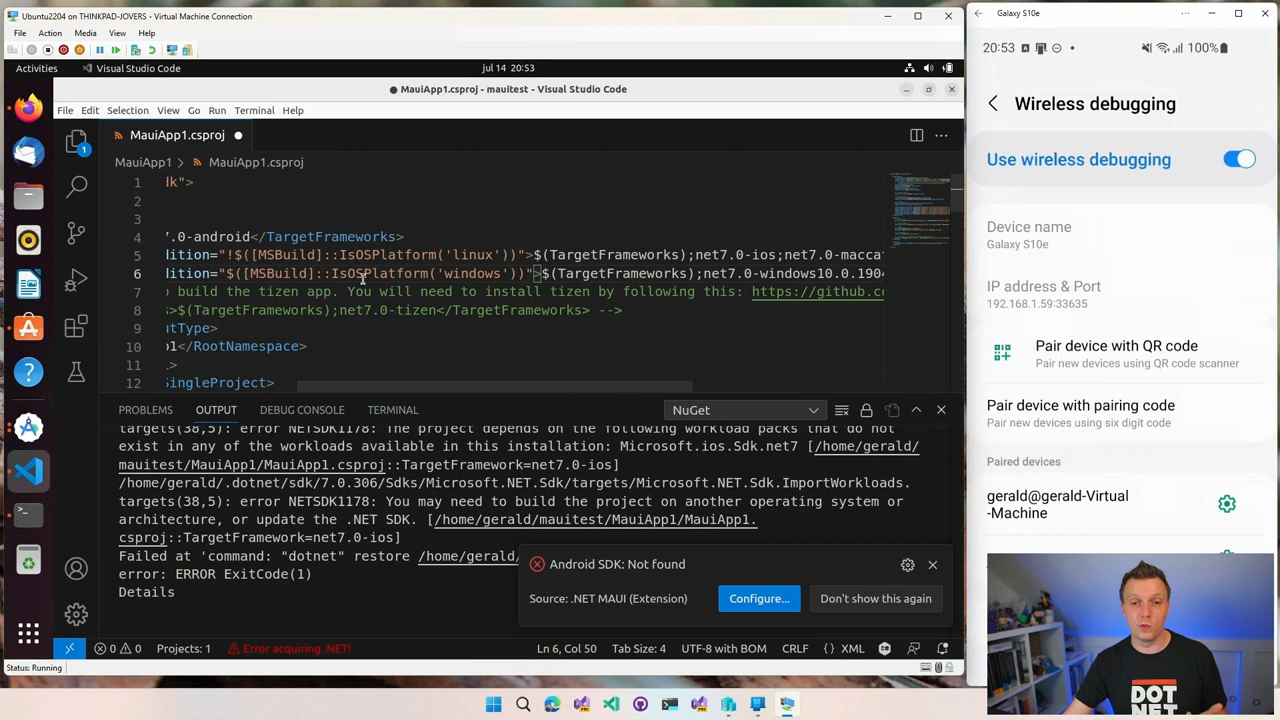 Ubuntu2204 on THINKPAD-JOVERS - Virtual Machine Connection
File Action Media View Help
Activities Visual Studio Code jul 14 20:53
● MauiApp1.csproj - mauitest - Visual Studio Code
File Edit Selection View Go Run Terminal Help
MauiApp1.csproj ●
MauiApp1 > MauiApp1.csproj
1 dk">
2
3
4 7.0-android</TargetFrameworks>
5 dition="!$([MSBuild]::IsOSPlatform('linux'))">$(TargetFrameworks);net7.0-ios;net7.0-macca
6 dition="$([MSBuild]::IsOSPlatform('windows'))">$(TargetFrameworks);net7.0-windows10.0.1904
7 build the tizen app. You will need to install tizen by following this: https://github.c
8 >$(TargetFrameworks);net7.0-tizen</TargetFrameworks> -->
9 tType>
10 1</RootNamespace>
11 >
12 SingleProject>
PROBLEMS OUTPUT DEBUG CONSOLE TERMINAL NuGet
targets(38,5): error NETSDK1178: The project depends on the following workload packs that do not
exist in any of the workloads available in this installation: Microsoft.ios.Sdk.net7 [/home/gerald/
mauitest/MauiApp1/MauiApp1.csproj::TargetFramework=net7.0-ios]
/home/gerald/.dotnet/sdk/7.0.306/Sdks/Microsoft.NET.Sdk/targets/Microsoft.NET.Sdk.ImportWorkloads.
targets(38,5): error NETSDK1178: You may need to build the project on another operating system or
architecture, or update the .NET SDK. [/home/gerald/mauitest/MauiApp1/MauiApp1.
csproj::TargetFramework=net7.0-ios]
Failed at 'command: "dotnet" restore /home/gerald/
error: ERROR ExitCode(1)
Details
Android SDK: Not found
Source: .NET MAUI (Extension) Configure... Don't show this again
0 0 Projects: 1 Error acquiring .NET! Ln 6, Col 50 Tab Size: 4 UTF-8 with BOM CRLF {} XML
Status: Running
Galaxy S10e
20:53 100%
Wireless debugging
Use wireless debugging
Device name
Galaxy S10e
IP address & Port
192.168.1.59:33635
Pair device with QR code
Pair new devices using QR code scanner
Pair device with pairing code
Pair new devices using six digit code
Paired devices
gerald@gerald-Virtual
-Machine
DOT
NET